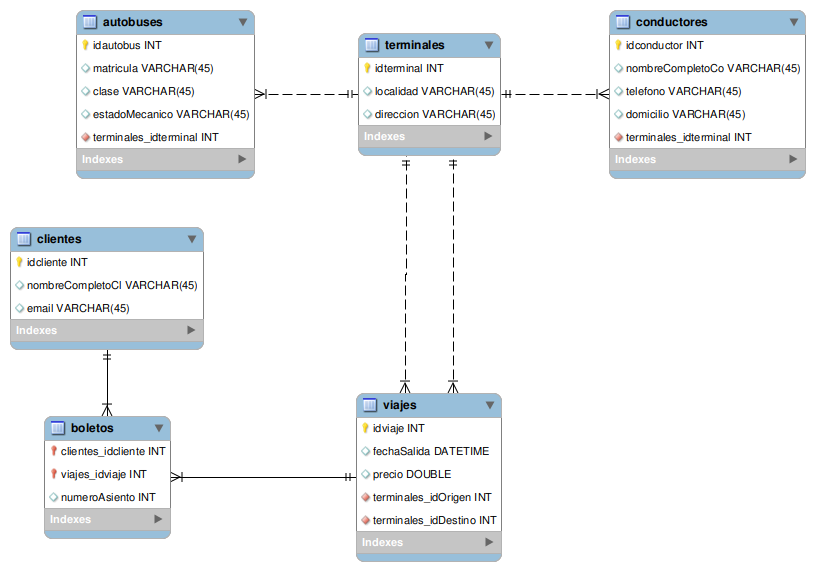 autobuses
idautobus INT
matricula VARCHAR(45)
clase VARCHAR(45)
estadoMecanico VARCHAR(45)
terminales_idterminal INT
Indexes
terminales
idterminal INT
localidad VARCHAR(45)
direccion VARCHAR(45)
Indexes
conductores
idconductor INT
nombreCompletoCo VARCHAR(45)
telefono VARCHAR(45)
domicilio VARCHAR(45)
terminales_idterminal INT
Indexes
clientes
idcliente INT
nombreCompletoCl VARCHAR(45)
email VARCHAR(45)
Indexes
boletos
clientes_idcliente INT
viajes_idviaje INT
numeroAsiento INT
Indexes
viajes
idviaje INT
fechaSalida DATETIME
precio DOUBLE
terminales_idOrigen INT
terminales_idDestino INT
Indexes